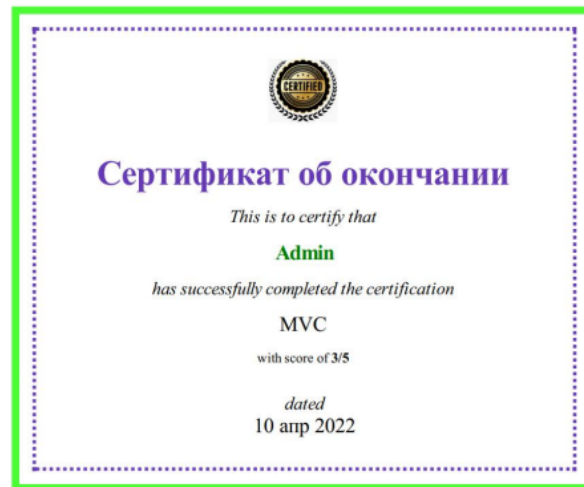 CERTIFIED
Сертификат об окончании
This is to certify that
Admin
has successfully completed the certification
MVC
with score of 3/5
dated
10 апр 2022